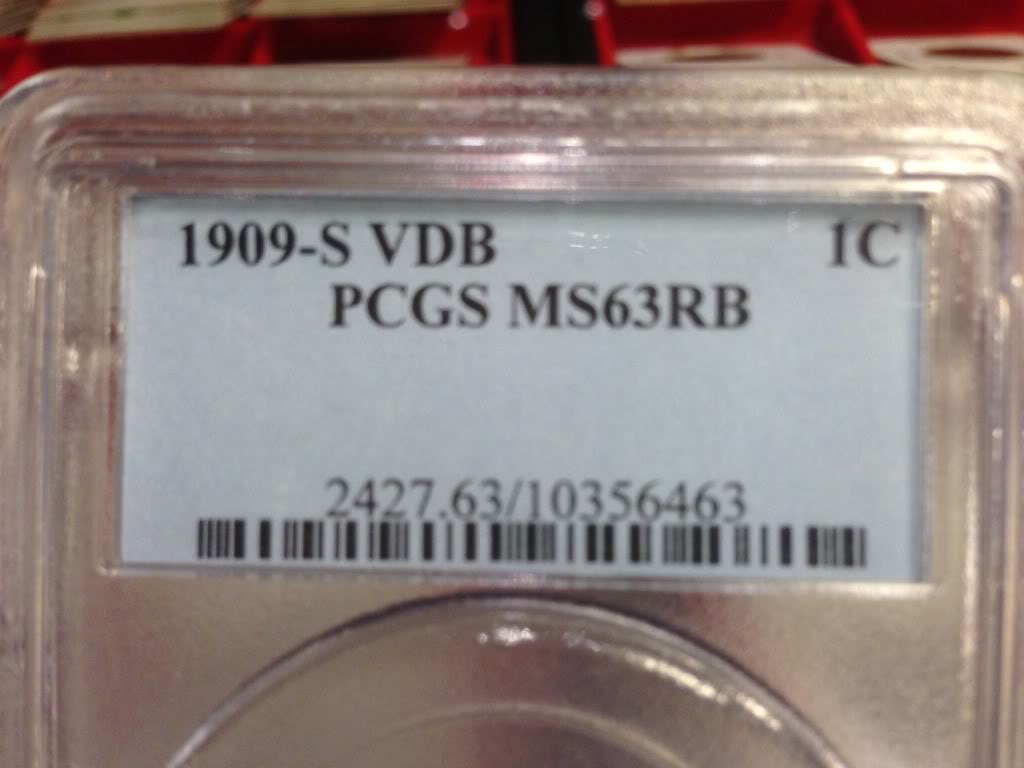 1909-S VDB 1C
PCGS MS63RB
2427.63/10356463